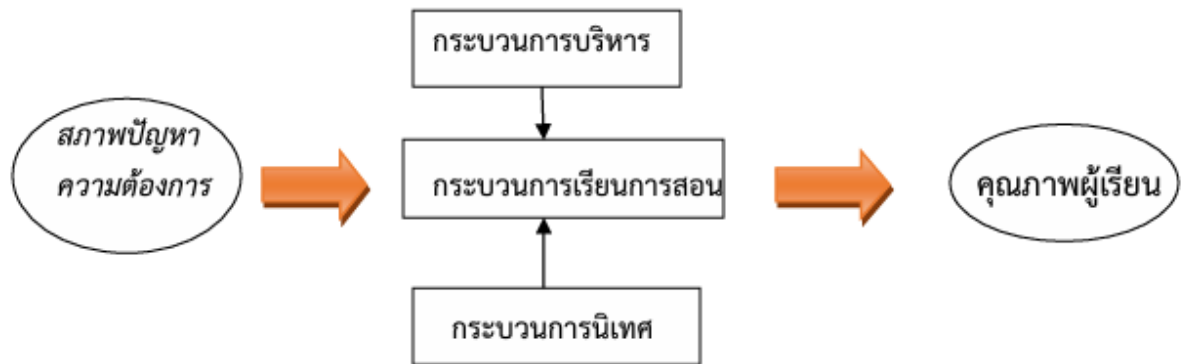 กระบวนการบริหาร
สภาพปัญหา
ความต้องการ
กระบวนการเรียนการสอน
คุณภาพผู้เรียน
กระบวนการนิเทศ